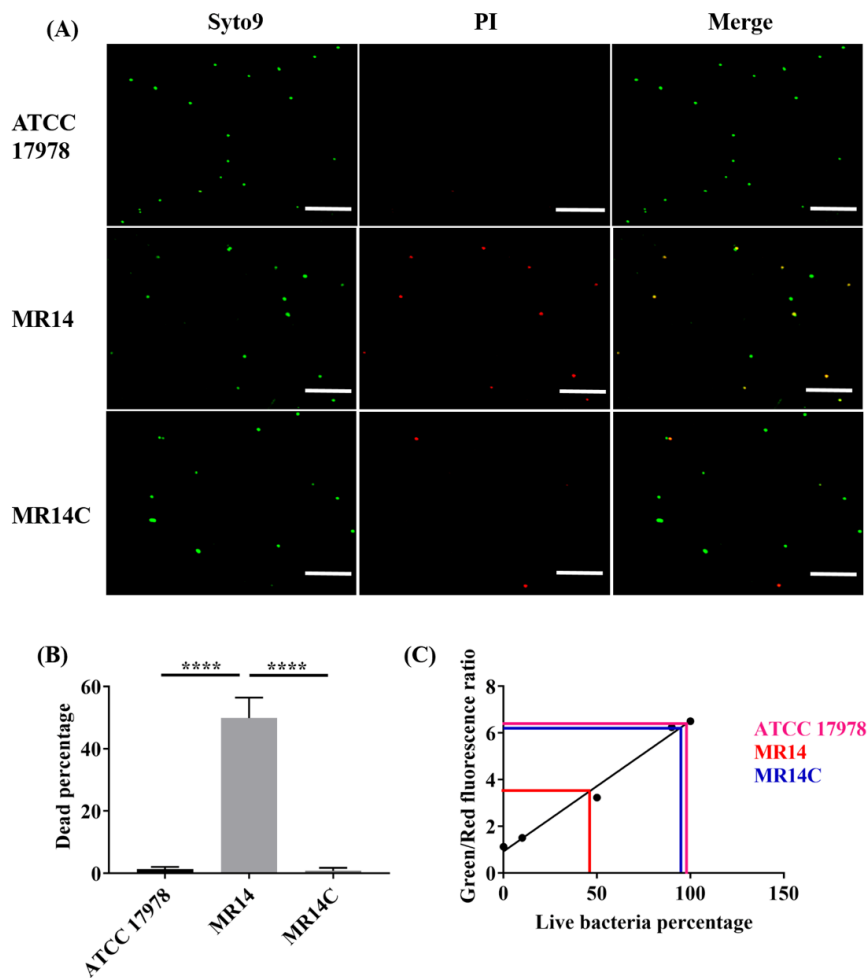 (A) Syto9 PI Merge
ATCC
17978
MR14
MR14C
(B)
**** ****
Dead percentage
60
40
20
0
ATCC 17978
MR14
MR14C
(C)
Green/Red fluorescence ratio
8
6
4
2
0
0 50 100 150
Live bacteria percentage
ATCC 17978
MR14
MR14C